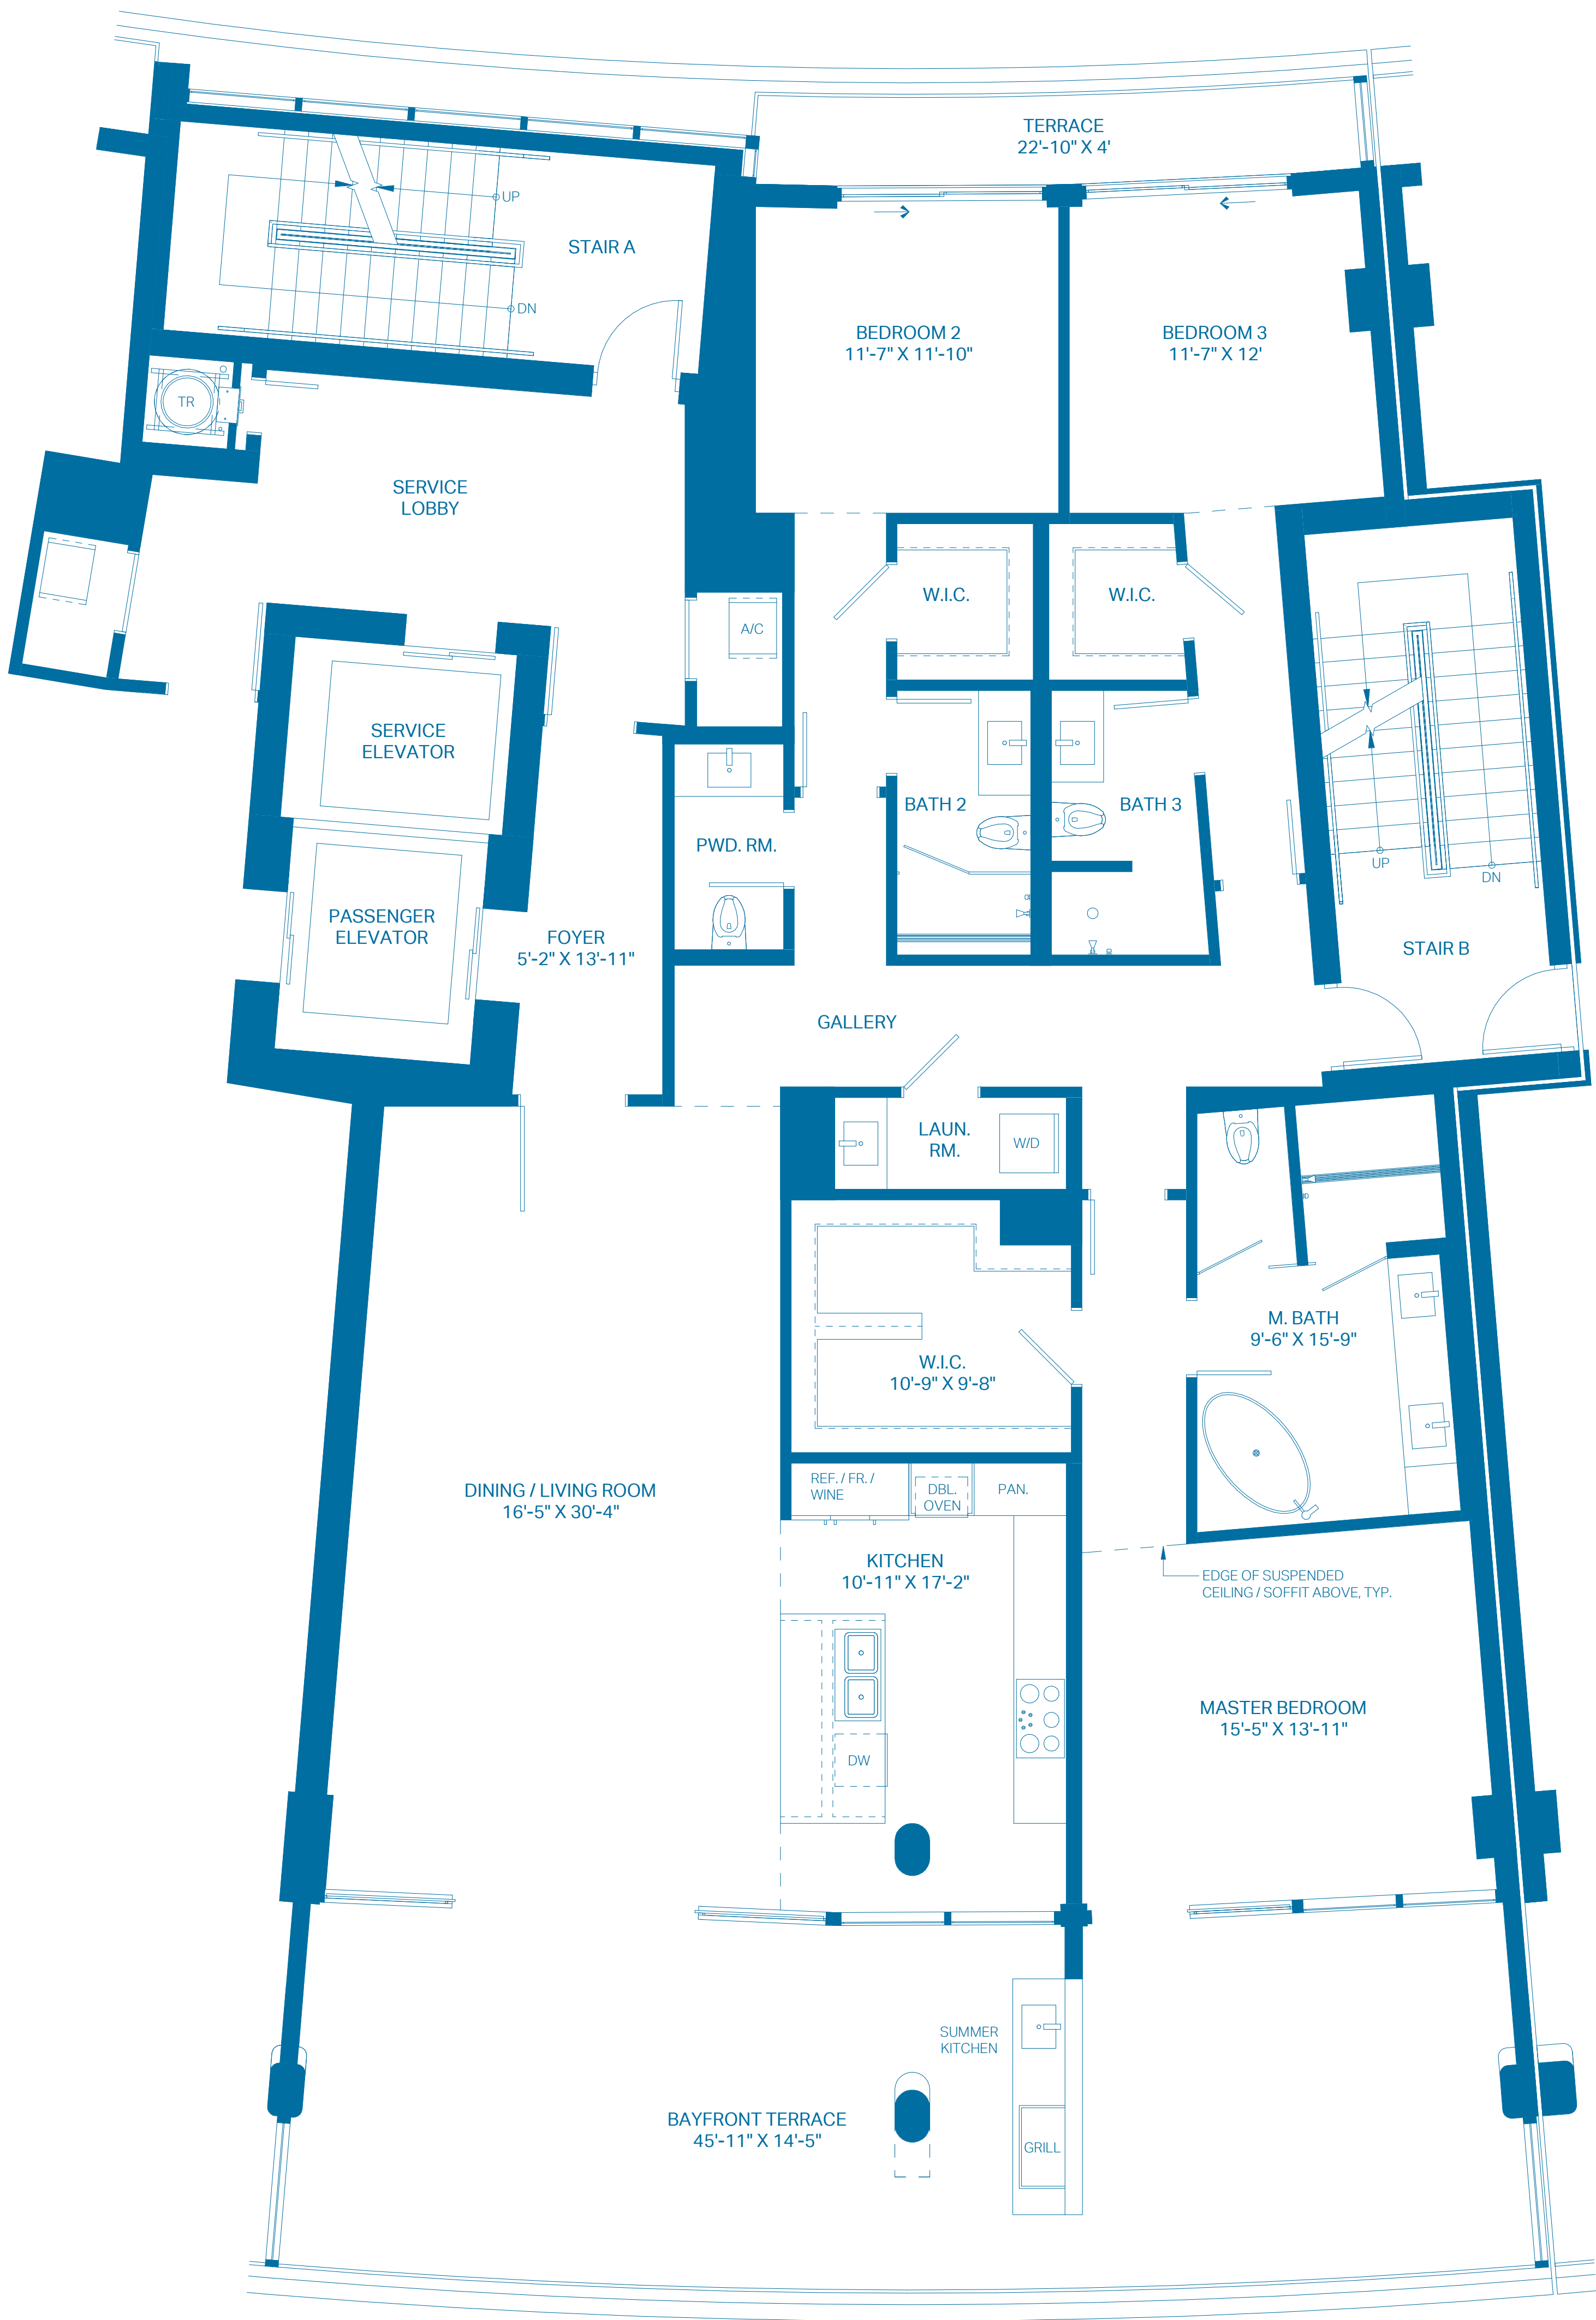 TERRACE
22'-10" X 4'
UP
STAIR A
DN
BEDROOM 2
11'-7" X 11'-10"
BEDROOM 3
11'-7" X 12'
TR
SERVICE
LOBBY
W.I.C.
W.I.C.
A/C
SERVICE
ELEVATOR
BATH 2
BATH 3
PWD. RM.
UP
DN
PASSENGER
ELEVATOR
FOYER
5'-2" X 13'-11"
STAIR B
GALLERY
LAUN.
RM.
W/D
M. BATH
9'-6" X 15'-9"
W.I.C.
10'-9" X 9'-8"
REF. / FR. /
WINE
DBL.
OVEN
PAN.
DINING / LIVING ROOM
16'-5" X 30'-4"
KITCHEN
10'-11" X 17'-2"
EDGE OF SUSPENDED
CEILING / SOFFIT ABOVE, TYP.
MASTER BEDROOM
15'-5" X 13'-11"
DW
SUMMER
KITCHEN
BAYFRONT TERRACE
45'-11" X 14'-5"
GRILL